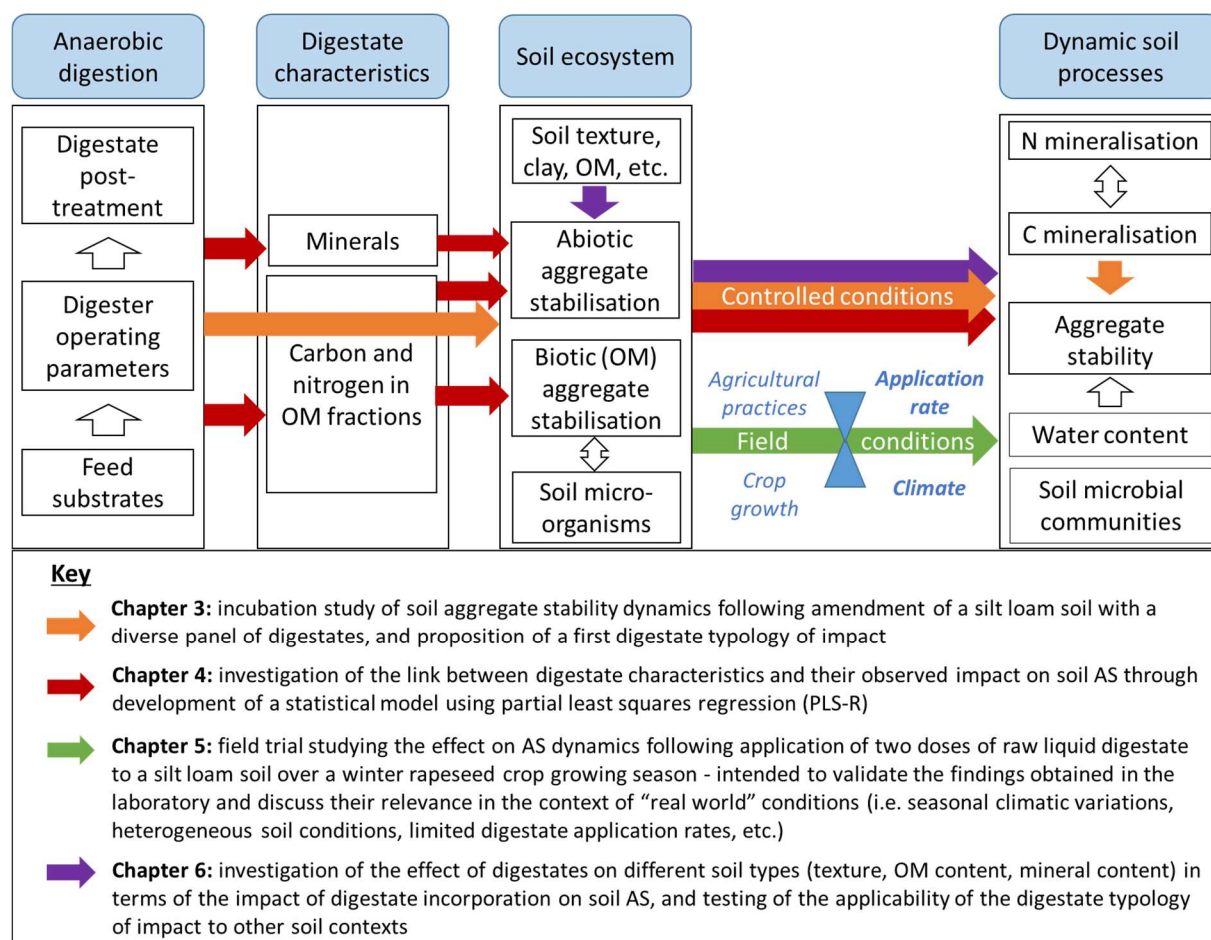 Anaerobic
digestion
Digestate
characteristics
Soil ecosystem
Dynamic soil
processes
Digestate
post-
treatment
Digester
operating
parameters
Feed
substrates
Minerals
Carbon and
nitrogen in
OM fractions
Soil texture,
clay, OM, etc.
Abiotic
aggregate
stabilisation
Biotic (OM)
aggregate
stabilisation
Soil micro-
organisms
Controlled conditions
Agricultural
practices
Application
rate
Field conditions
Crop
growth
Climate
N mineralisation
C mineralisation
Aggregate
stability
Water content
Soil microbial
communities
Key
Chapter 3: incubation study of soil aggregate stability dynamics following amendment of a silt loam soil with a
diverse panel of digestates, and proposition of a first digestate typology of impact
Chapter 4: investigation of the link between digestate characteristics and their observed impact on soil AS through
development of a statistical model using partial least squares regression (PLS-R)
Chapter 5: field trial studying the effect on AS dynamics following application of two doses of raw liquid digestate
to a silt loam soil over a winter rapeseed crop growing season - intended to validate the findings obtained in the
laboratory and discuss their relevance in the context of “real world” conditions (i.e. seasonal climatic variations,
heterogeneous soil conditions, limited digestate application rates, etc.)
Chapter 6: investigation of the effect of digestates on different soil types (texture, OM content, mineral content) in
terms of the impact of digestate incorporation on soil AS, and testing of the applicability of the digestate typology
of impact to other soil contexts